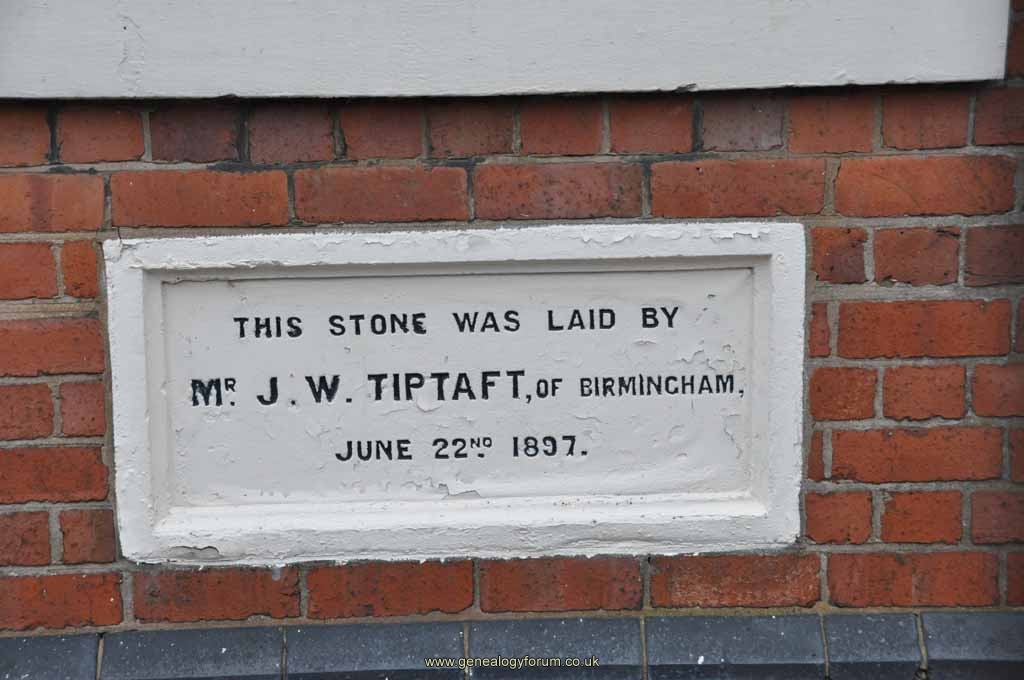 THIS STONE WAS LAID BY
MR. J. W. TIPTAFT, OF BIRMINGHAM,
JUNE 22ND. 1897.
www.genealogyforum.co.uk